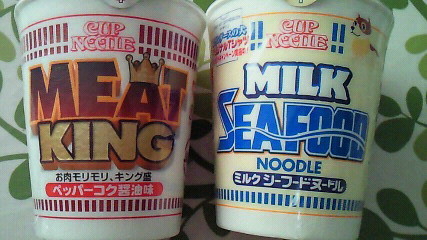 CUP NOODLE
MEAT
KING
お肉モリモリ、キング盛
ペッパーコク醤油味
CUP NOODLE
MILK
SEAFOOD
NOODLE
ミルク シーフードヌードル